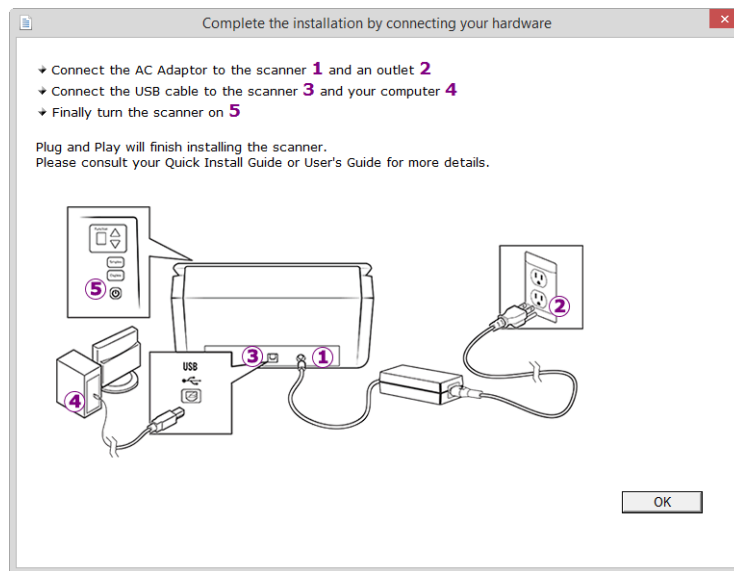 Complete the installation by connecting your hardware
Connect the AC Adaptor to the scanner 1 and an outlet 2
Connect the USB cable to the scanner 3 and your computer 4
Finally turn the scanner on 5
Plug and Play will finish installing the scanner.
Please consult your Quick Install Guide or User's Guide for more details.
5
2
3
1
USB
4
OK